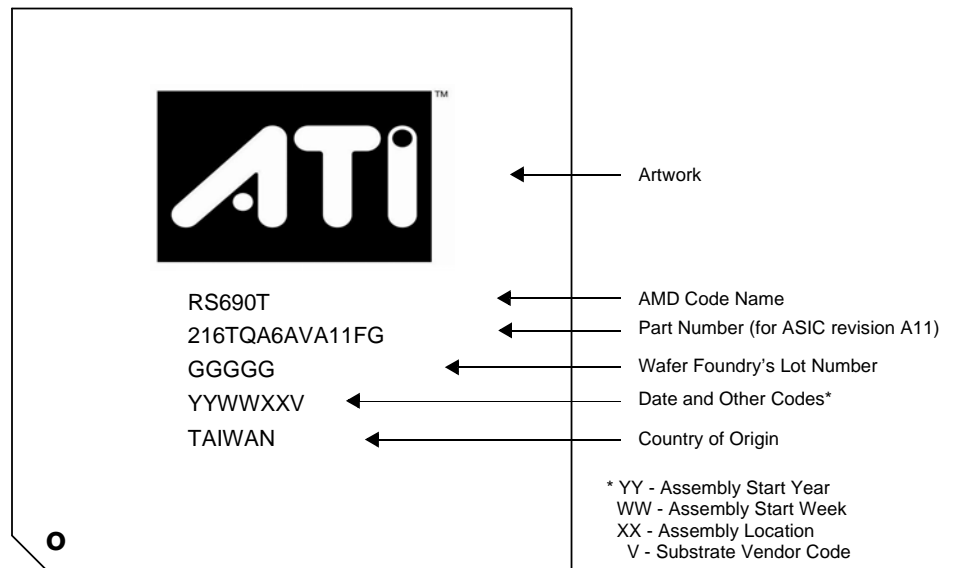 ATI
TM
Artwork
RS690T
AMD Code Name
216TQA6AVA11FG
Part Number (for ASIC revision A11)
GGGGG
Wafer Foundry’s Lot Number
YYWWXXV
Date and Other Codes*
TAIWAN
Country of Origin
* YY - Assembly Start Year
WW - Assembly Start Week
XX - Assembly Location
V - Substrate Vendor Code
O